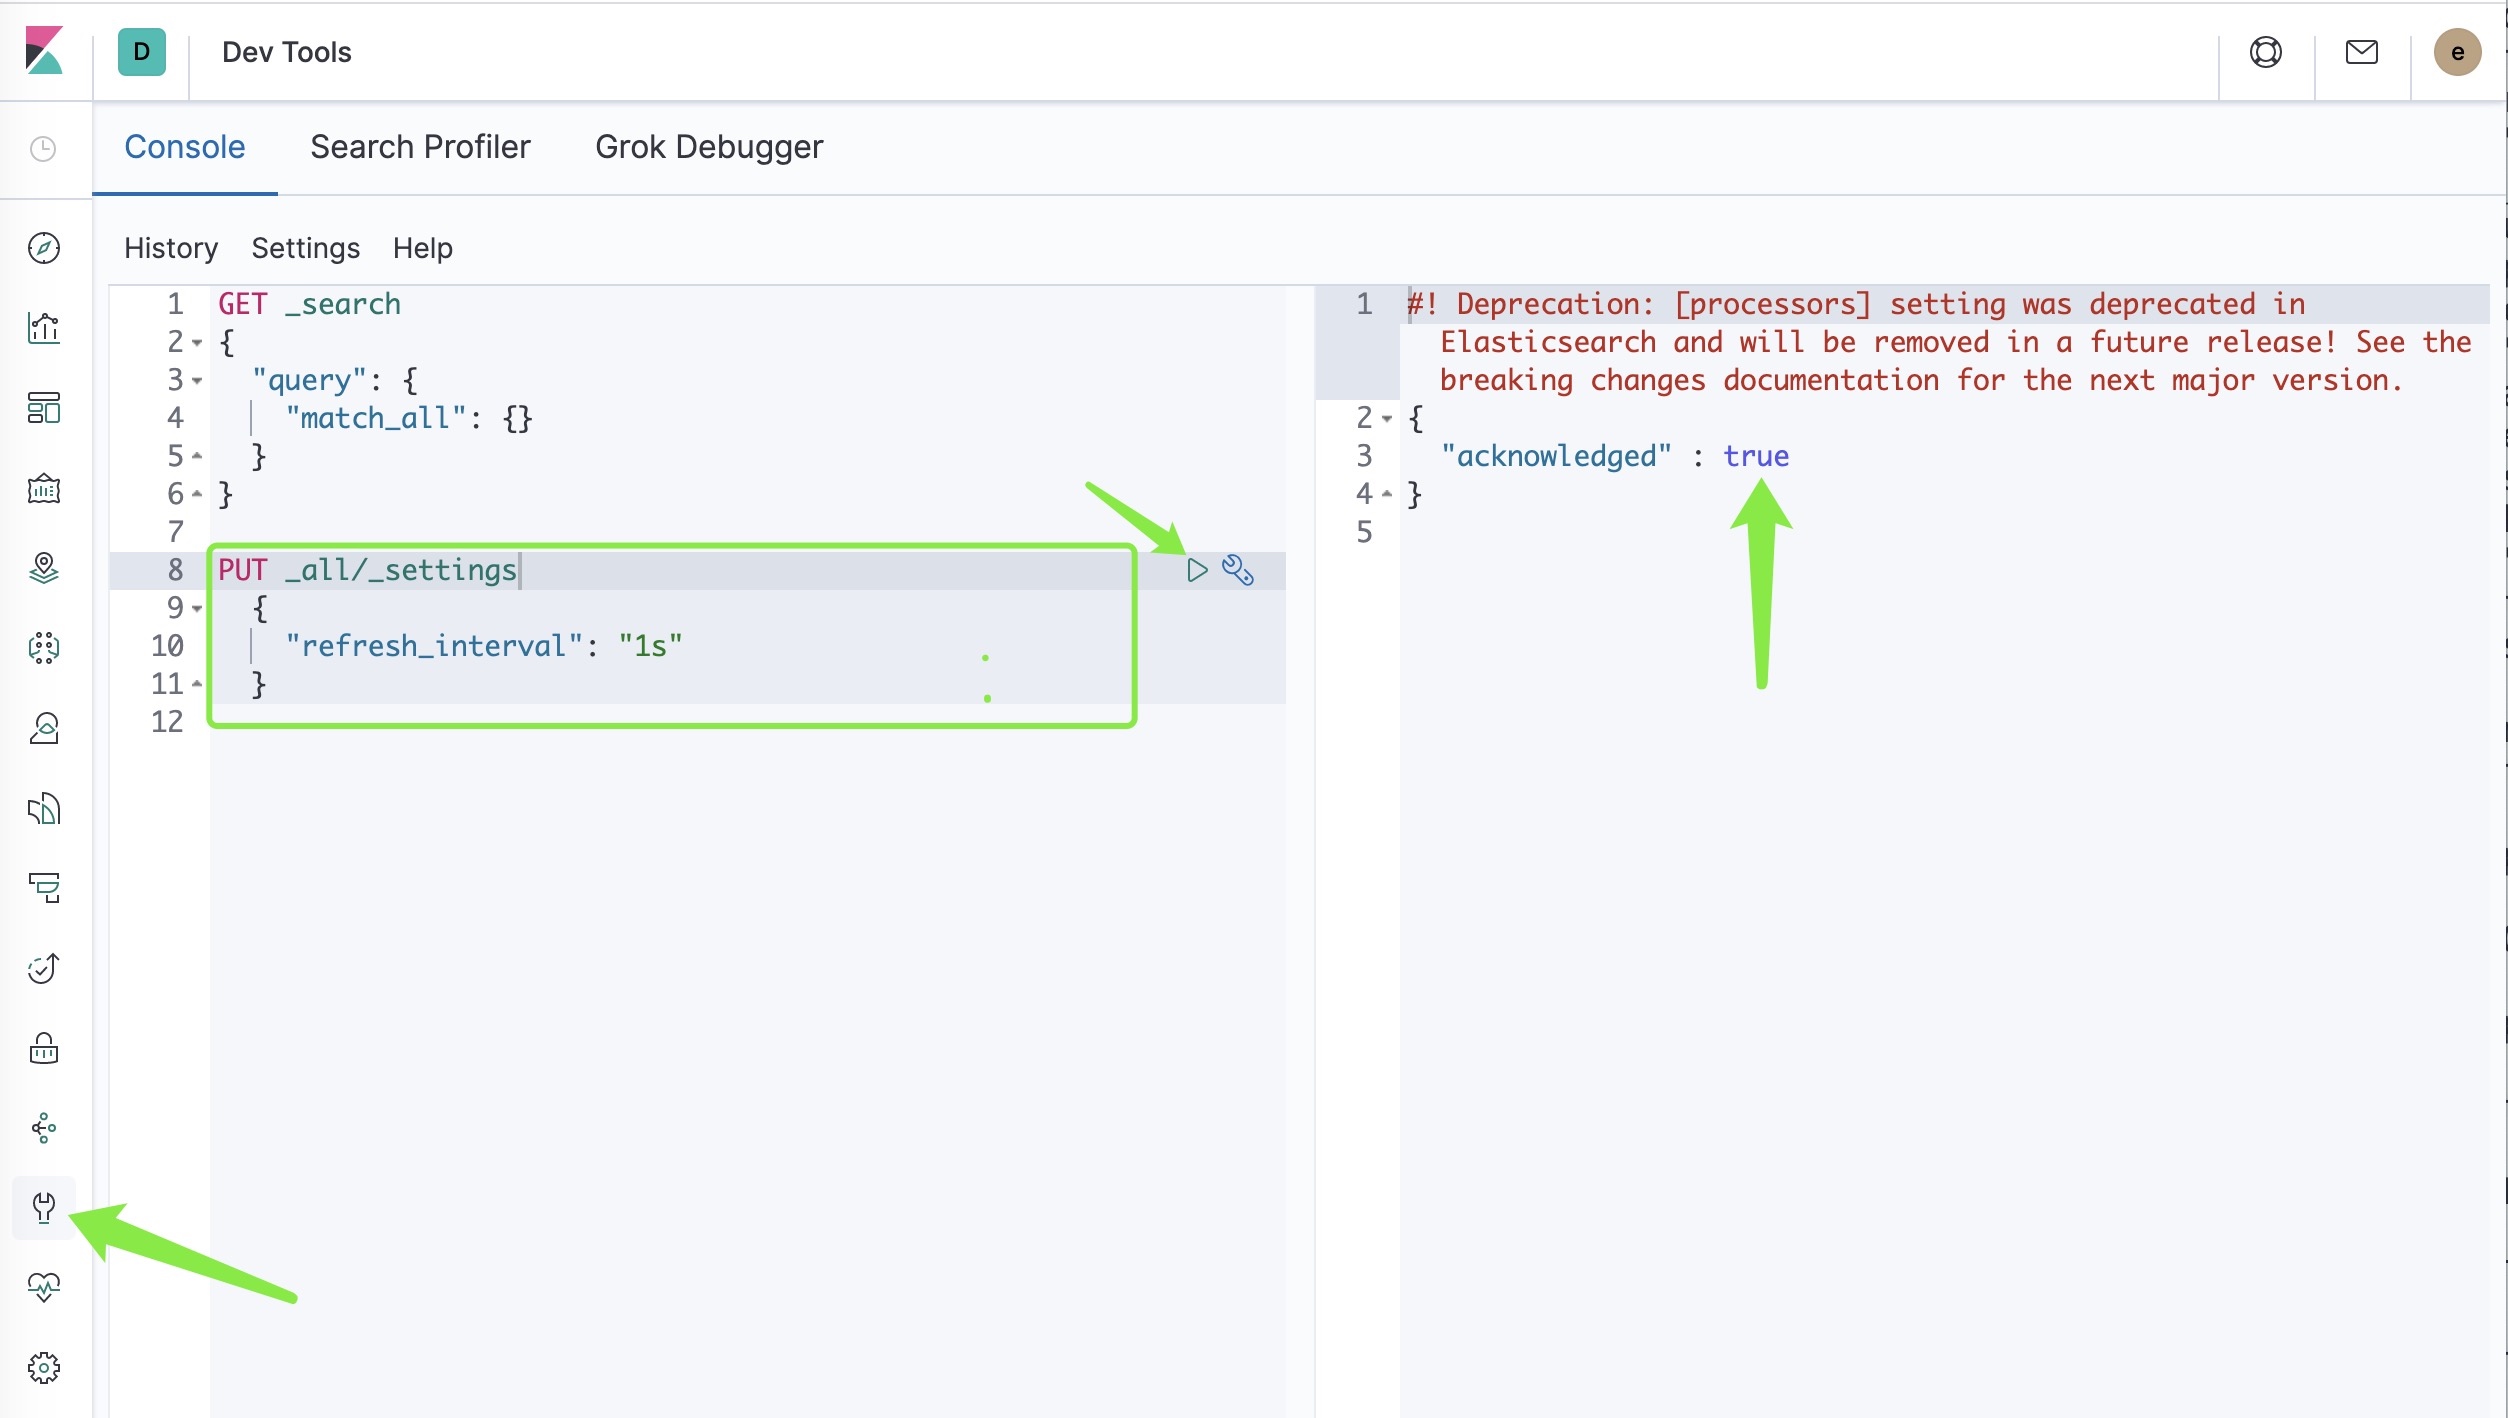 D
Dev Tools
e
Console
Search Profiler
Grok Debugger
History
Settings
Help
1 GET _search
2 {
3 "query": {
4 "match_all": {}
5 }
6 }
7
8 PUT _all/_settings
9 {
10 "refresh_interval": "1s"
11 }
12
1 #! Deprecation: [processors] setting was deprecated in
Elasticsearch and will be removed in a future release! See the
breaking changes documentation for the next major version.
2 {
3 "acknowledged" : true
4 }
5